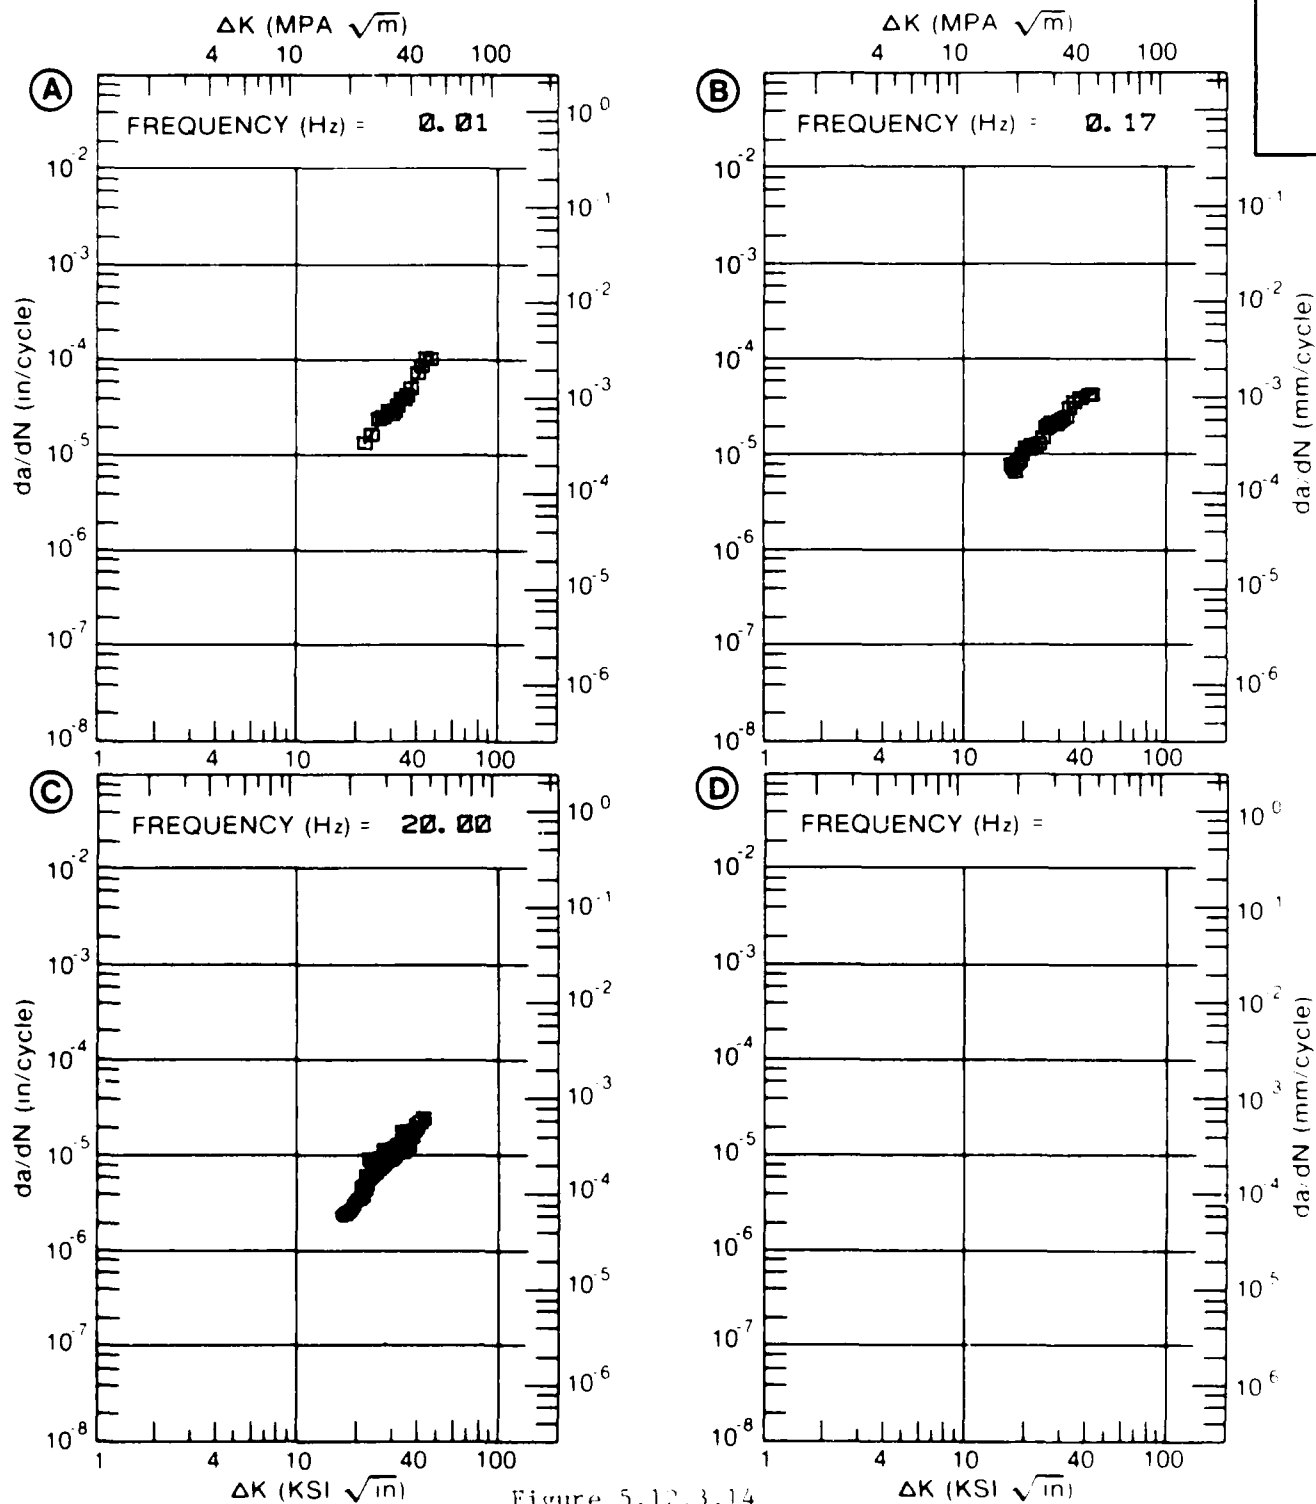 ΔK (MPA √m)
4 10 40 100
A
FREQUENCY (Hz) = 0.01
10^-2
10^-3
10^-4
10^-5
10^-6
10^-7
10^-8
da/dN (in/cycle)
10^0
10^-1
10^-2
10^-3
10^-4
10^-5
10^-6
1 4 10 40 100
ΔK (MPA √m)
4 10 40 100
B
FREQUENCY (Hz) = 0.17
10^-2
10^-3
10^-4
10^-5
10^-6
10^-7
10^-8
10^-1
10^-2
10^-3
10^-4
10^-5
10^-6
da/dN (mm/cycle)
1 4 10 40 100
C
FREQUENCY (Hz) = 20.00
10^-2
10^-3
10^-4
10^-5
10^-6
10^-7
10^-8
da/dN (in/cycle)
10^0
10^-1
10^-2
10^-3
10^-4
10^-5
10^-6
1 4 10 40 100
ΔK (KSI √in)
D
FREQUENCY (Hz) =
10^-2
10^-3
10^-4
10^-5
10^-6
10^-7
10^-8
10^0
10^-1
10^-2
10^-3
10^-4
10^-5
10^-6
da/dN (mm/cycle)
1 4 10 40 100
ΔK (KSI √in)
Figure 5.12.3.14